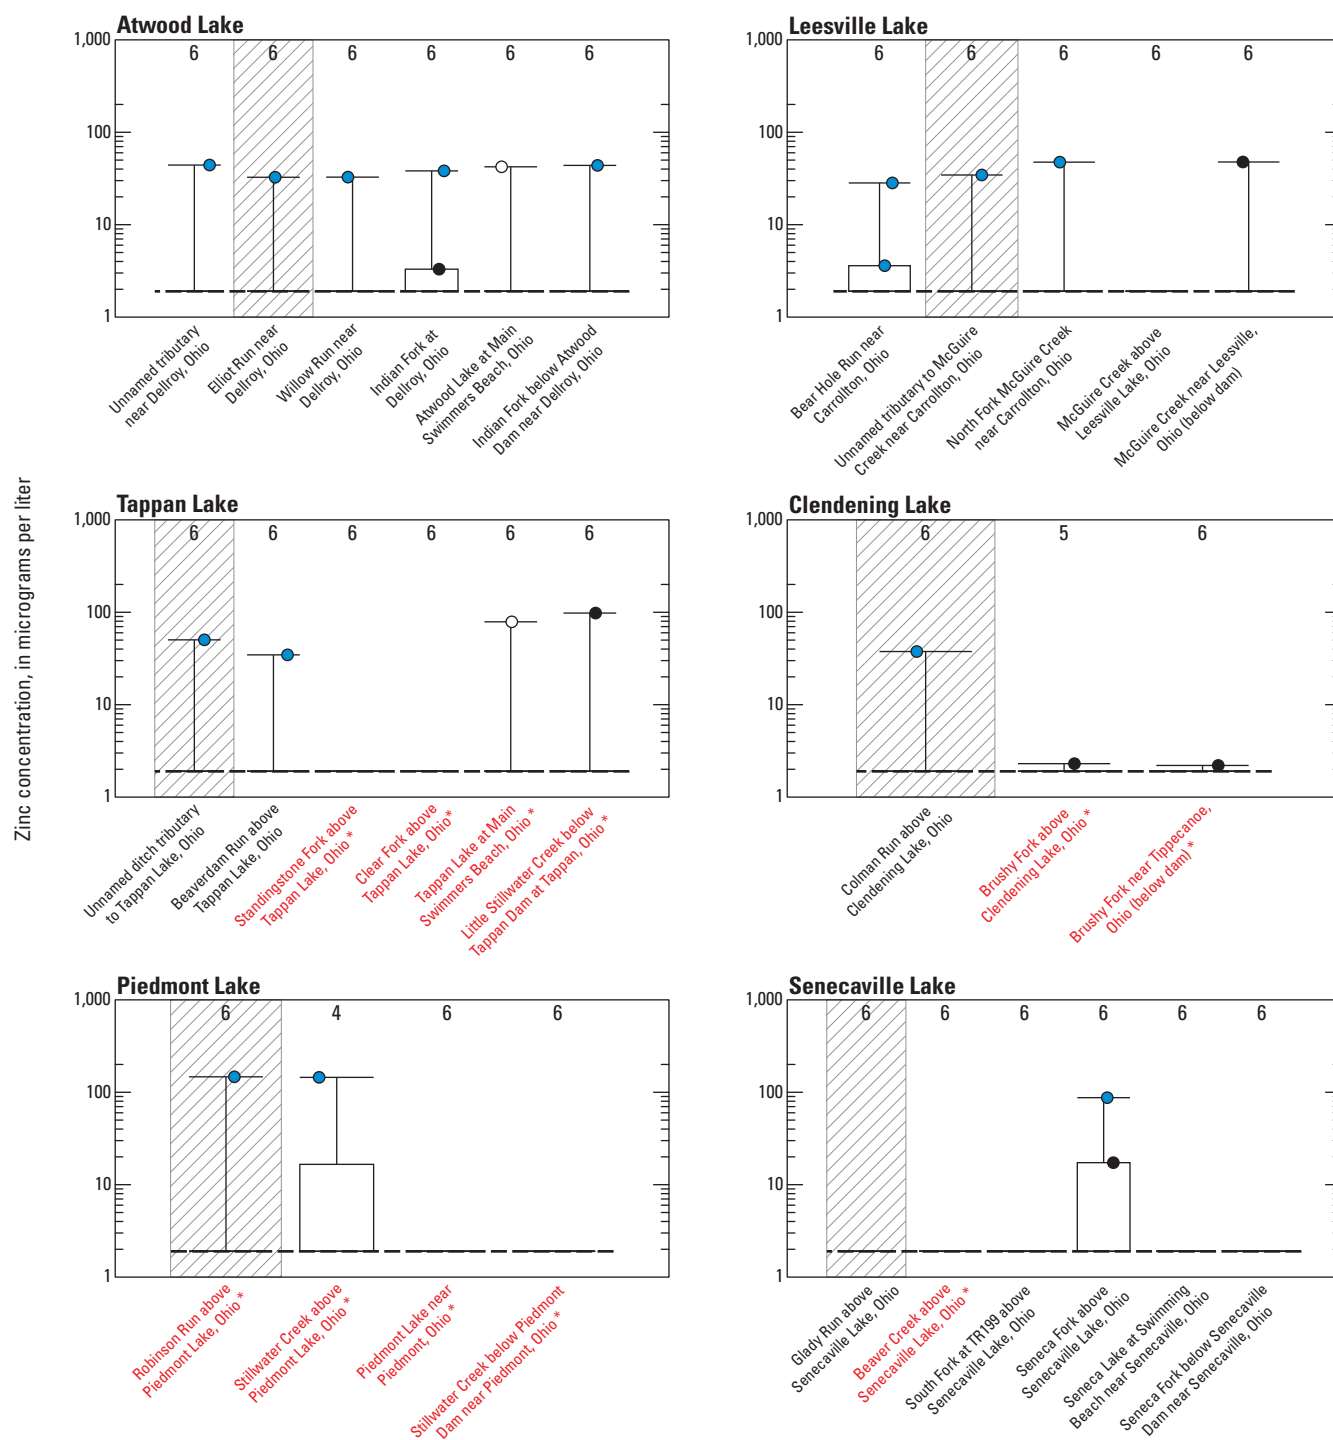 Zinc concentration, in micrograms per liter
Atwood Lake
1,000
100
10
1
6 6 6 6 6 6
Unnamed tributary
near Dellroy, Ohio
Elliot Run near
Dellroy, Ohio
Willow Run near
Dellroy, Ohio
Indian Fork at
Dellroy, Ohio
Atwood Lake at Main
Swimmers Beach, Ohio
Indian Fork below Atwood
Dam near Dellroy, Ohio
Leesville Lake
1,000
100
10
1
6 6 6 6 6
Bear Hole Run near
Carrollton, Ohio
Unnamed tributary to McGuire
Creek near Carrollton, Ohio
North Fork McGuire Creek
near Carrollton, Ohio
McGuire Creek above
Leesville Lake, Ohio
McGuire Creek near Leesville,
Ohio (below dam)
Tappan Lake
1,000
100
10
1
6 6 6 6 6 6
Unnamed ditch tributary
to Tappan Lake, Ohio
Beaverdam Run above
Tappan Lake, Ohio
Standingstone Fork above
Tappan Lake, Ohio *
Clear Fork above
Tappan Lake, Ohio*
Tappan Lake at Main
Swimmers Beach, Ohio *
Little Stillwater Creek below
Tappan Dam at Tappan, Ohio *
Clendening Lake
1,000
100
10
1
6 5 6
Colman Run above
Clendening Lake, Ohio
Brushy Fork above
Clendening Lake, Ohio *
Brushy Fork near Tippecanoe,
Ohio (below dam) *
Piedmont Lake
1,000
100
10
1
6 4 6 6
Robinson Run above
Piedmont Lake, Ohio *
Stillwater Creek above
Piedmont Lake, Ohio *
Piedmont Lake near
Piedmont, Ohio *
Stillwater Creek below Piedmont
Dam near Piedmont, Ohio *
Senecaville Lake
1,000
100
10
1
6 6 6 6 6 6
Glady Run above
Senecaville Lake, Ohio
Beaver Creek above
Senecaville Lake, Ohio *
South Fork at TR199 above
Senecaville Lake, Ohio
Seneca Fork above
Senecaville Lake, Ohio
Seneca Lake at Swimming
Beach near Senecaville, Ohio
Seneca Fork below Senecaville
Dam near Senecaville, Ohio